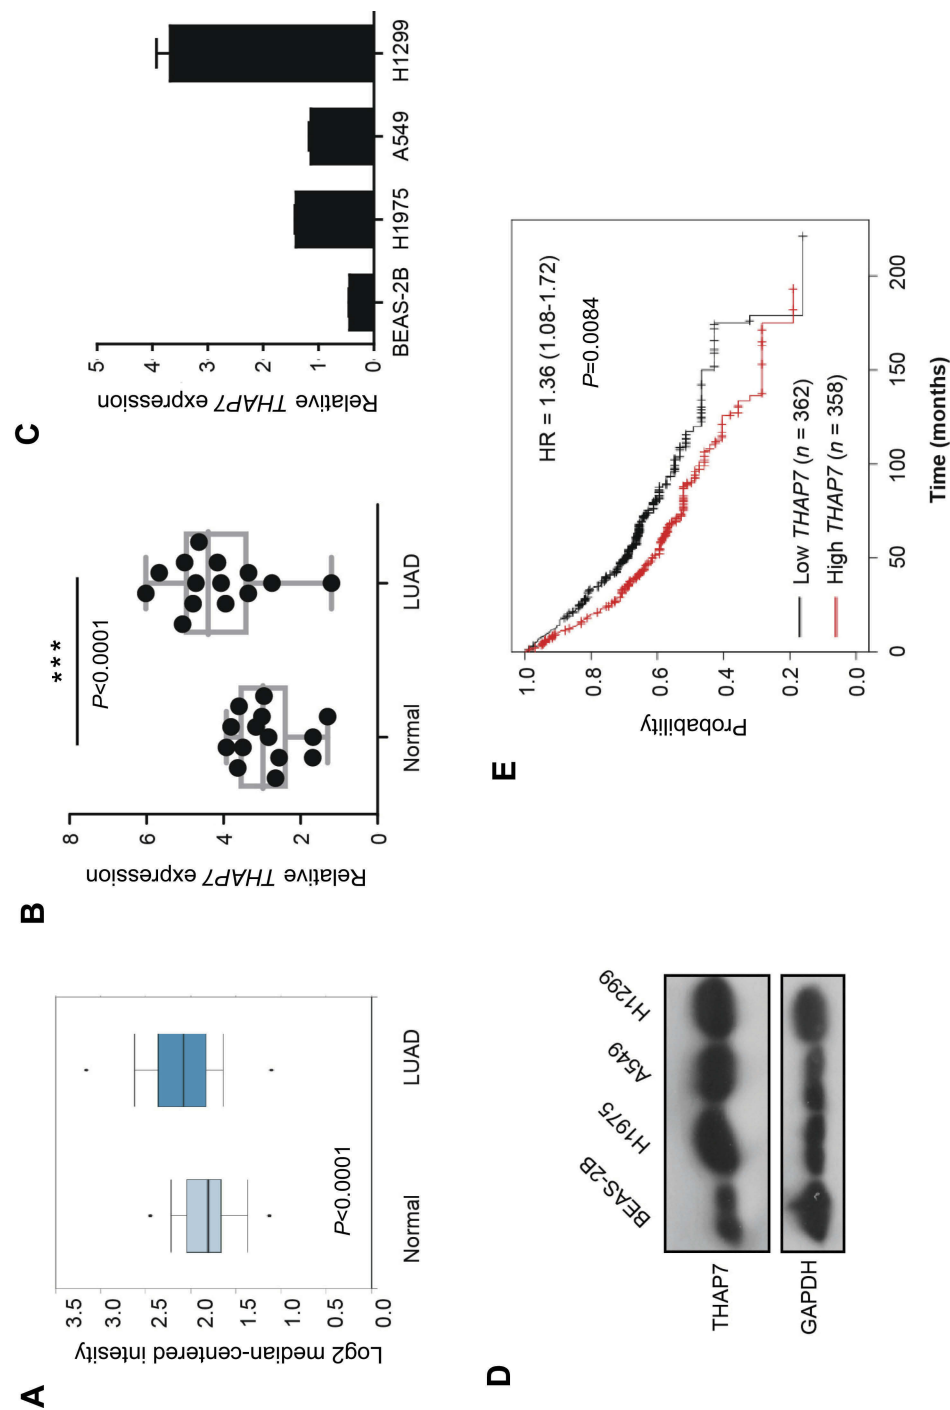 A
Log2 median-centered intesity
3.5
3.0
2.5
2.0
1.5
1.0
0.5
0.0
P<0.0001
Normal
LUAD
B
Relative THAP7 expression
8
6
4
2
0
***
P<0.0001
Normal
LUAD
C
Relative THAP7 expression
5
4
3
2
1
0
BEAS-2B
H1975
A549
H1299
D
BEAS-2B
H1975
A549
H1299
THAP7
GAPDH
E
Probability
1.0
0.8
0.6
0.4
0.2
0.0
HR = 1.36 (1.08-1.72)
P=0.0084
Low THAP7 (n = 362)
High THAP7 (n = 358)
0
50
100
150
200
Time (months)